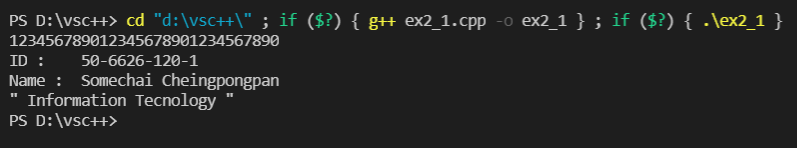 PS D:\vsc++> cd "d:\vsc++\" ; if ($?) { g++ ex2_1.cpp -o ex2_1 } ; if ($?) { .\ex2_1 }
123456789012345678901234567890
ID :    50-6626-120-1
Name :  Somechai Cheingpongpan
" Information Tecnology "
PS D:\vsc++>